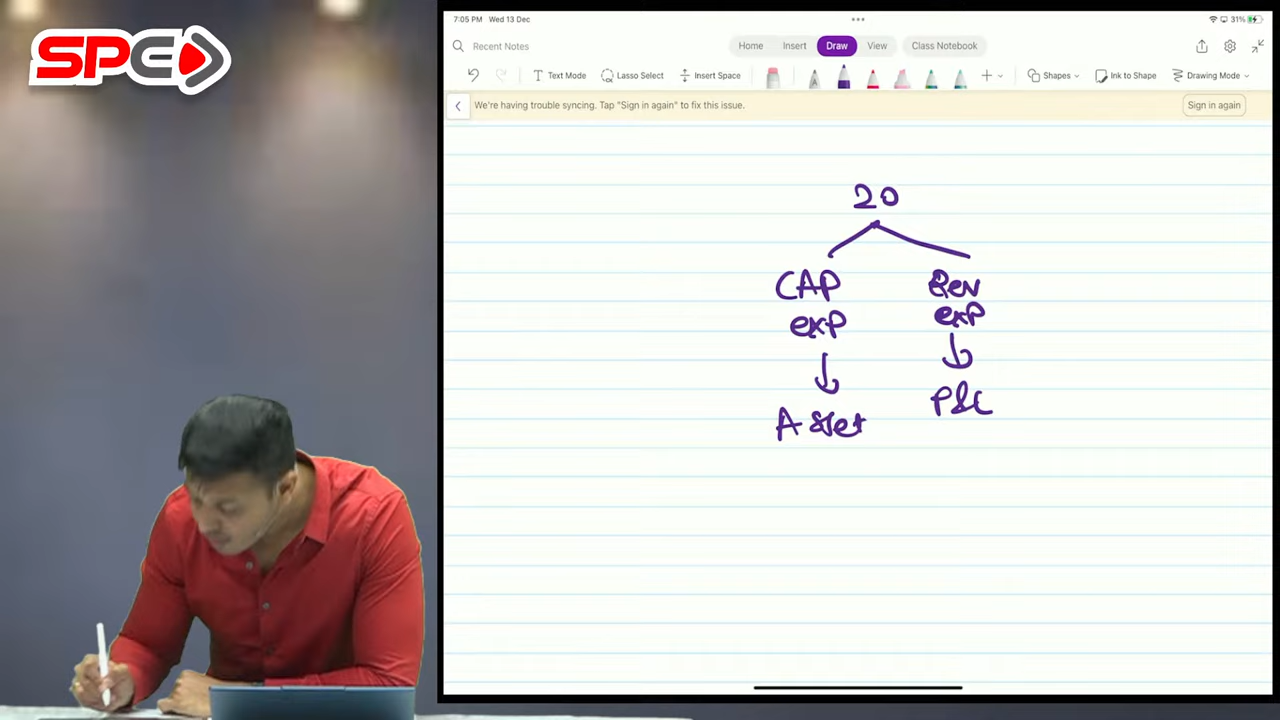 SPED
7:05 PM Wed 13 Dec
31%
Recent Notes
Home Insert Draw View Class Notebook
Text Mode Lasso Select Insert Space Shapes Ink to Shape Drawing Mode
We're having trouble syncing. Tap "Sign in again" to fix this issue.
Sign in again
20
CAP Rev
exp exp
Asset P&L